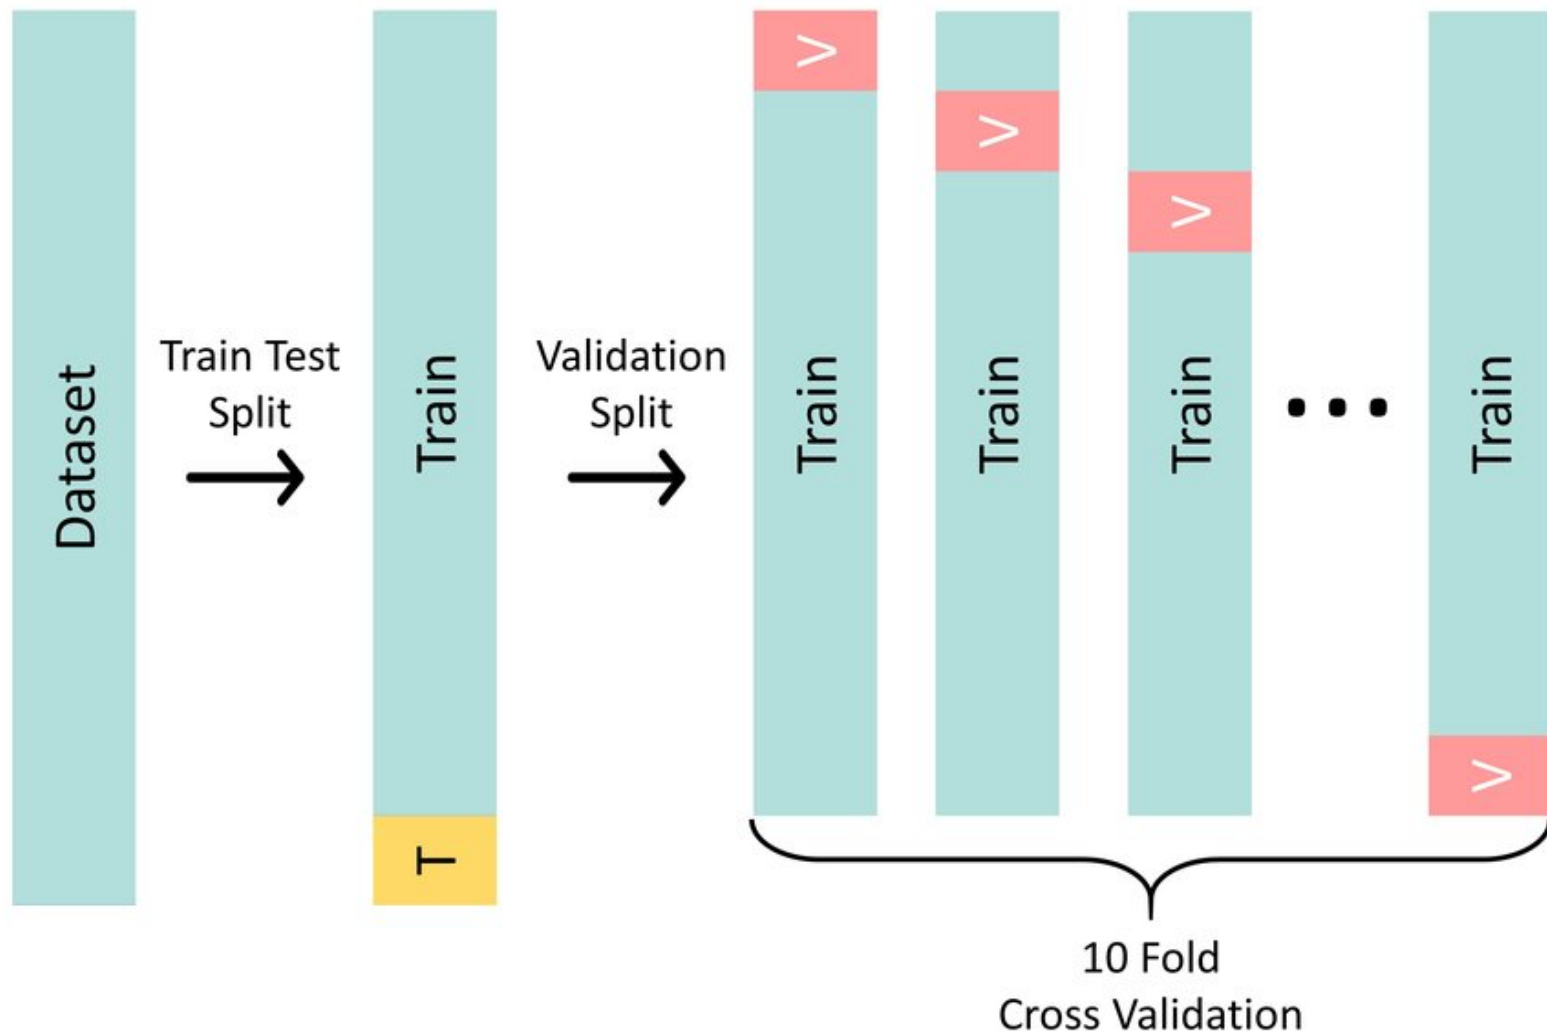 Dataset
Train Test
Split
Train
T
Validation
Split
V
Train
V
Train
V
Train
...
Train
V
10 Fold
Cross Validation